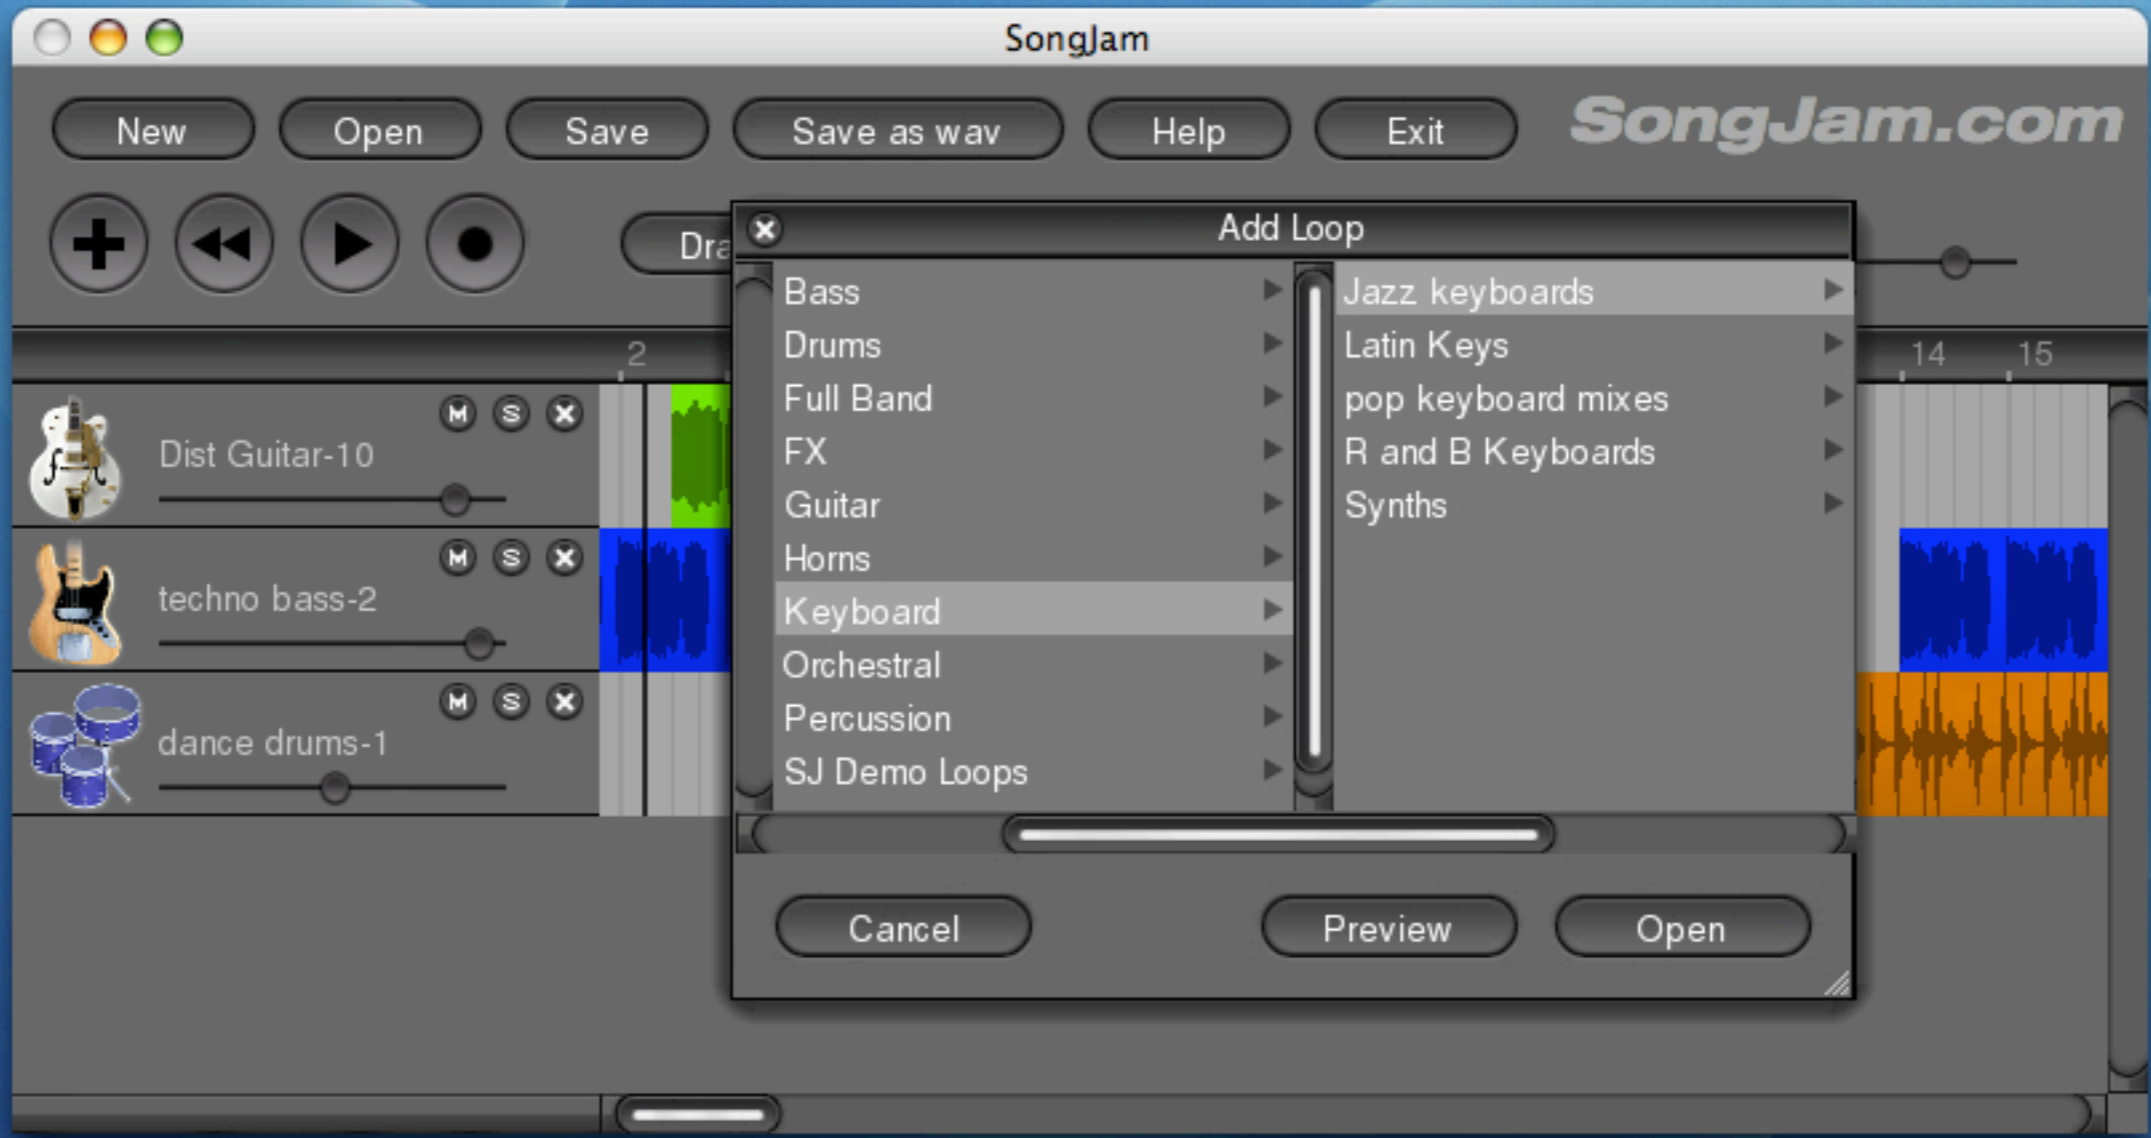 SongJam
New Open Save Save as wav Help Exit SongJam.com
Add Loop
2 14 15
Dist Guitar-10
M S X
techno bass-2
M S X
dance drums-1
M S X
Bass
Drums
Full Band
FX
Guitar
Horns
Keyboard
Orchestral
Percussion
SJ Demo Loops
Jazz keyboards
Latin Keys
pop keyboard mixes
R and B Keyboards
Synths
Cancel Preview Open